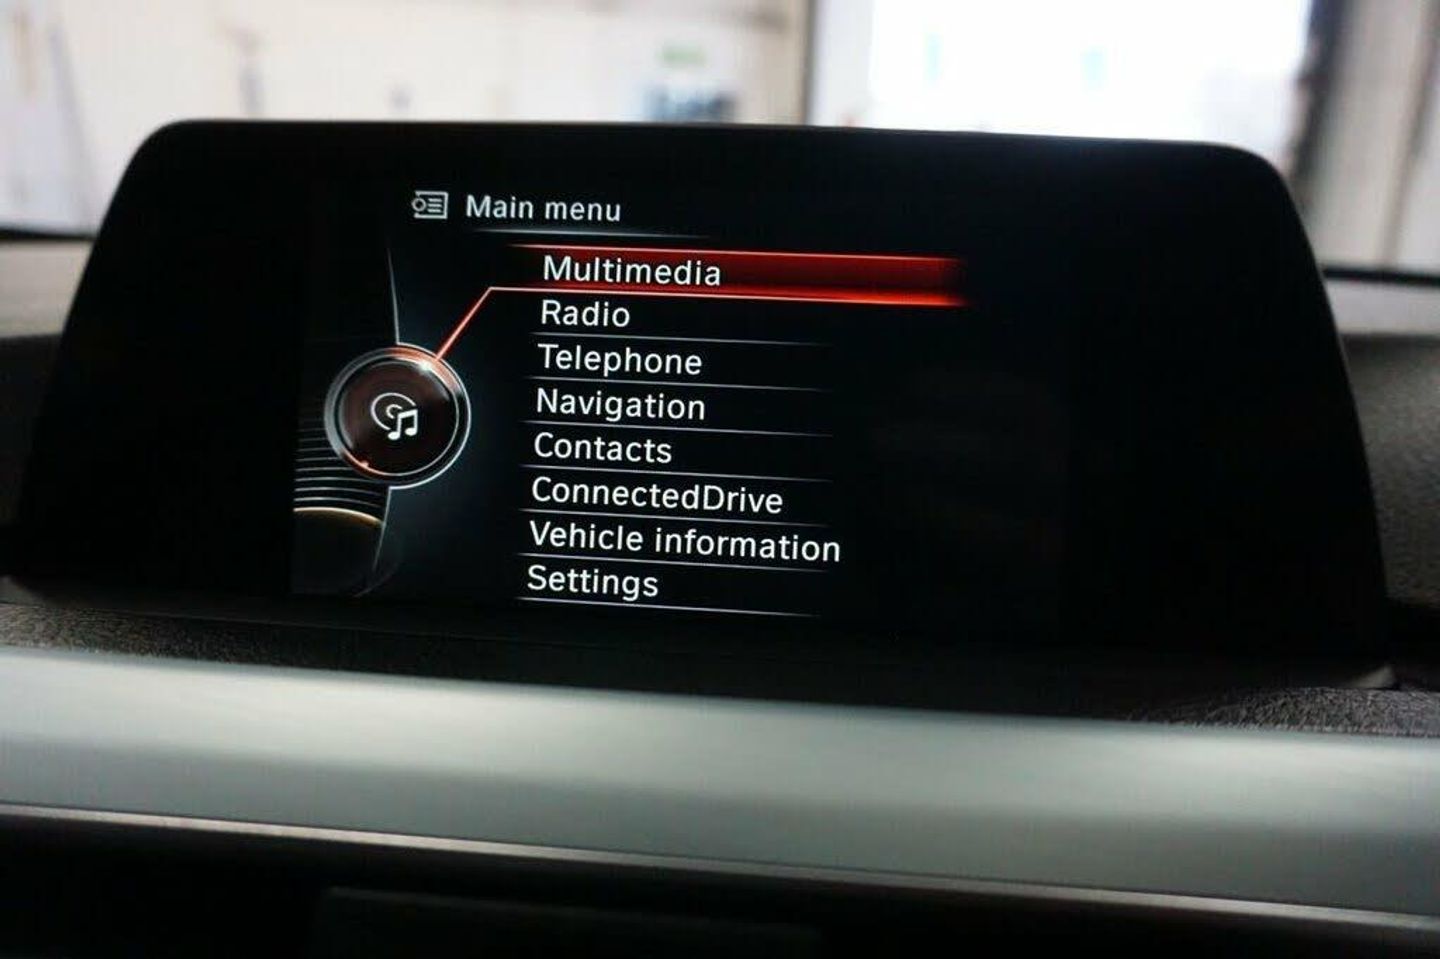 Main menu
Multimedia
Radio
Telephone
Navigation
Contacts
ConnectedDrive
Vehicle information
Settings